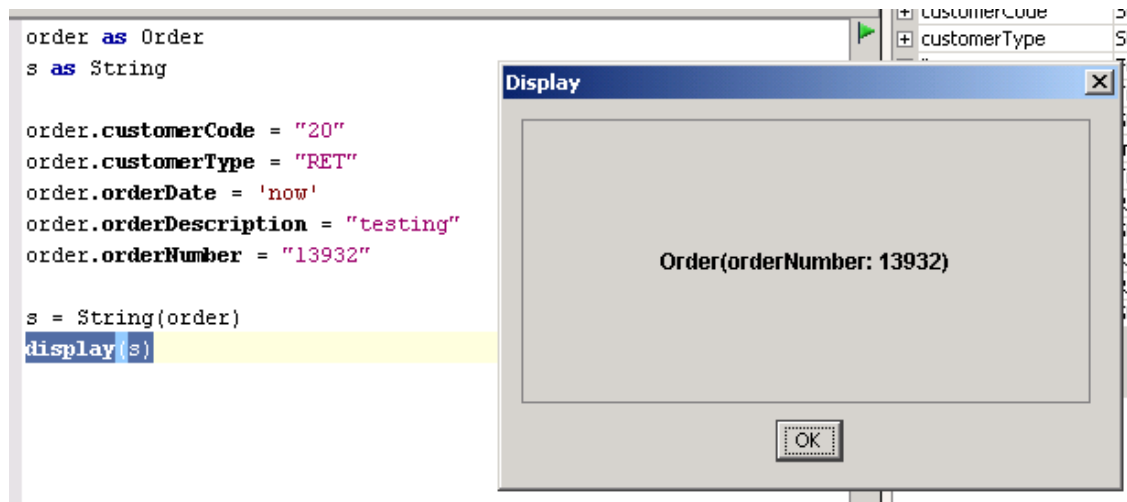 order as Order
s as String
order.customerCode = "20"
order.customerType = "RET"
order.orderDate = 'now'
order.orderDescription = "testing"
order.orderNumber = "13932"
s = String(order)
display(s)
customerCode
customerType
Display
Order(orderNumber: 13932)
OK